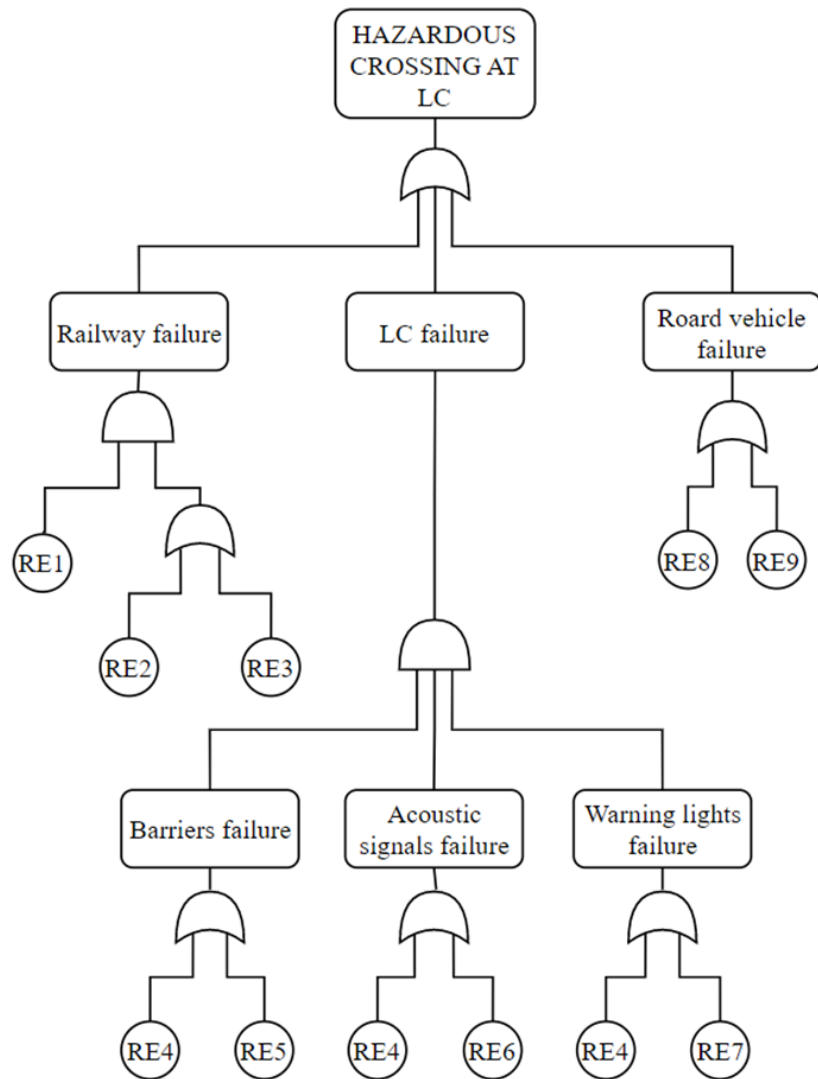 HAZARDOUS
CROSSING AT
LC
Railway failure
LC failure
Roard vehicle
failure
RE1
RE8
RE9
RE2
RE3
Barriers failure
Acoustic
signals failure
Warning lights
failure
RE4
RE5
RE4
RE6
RE4
RE7